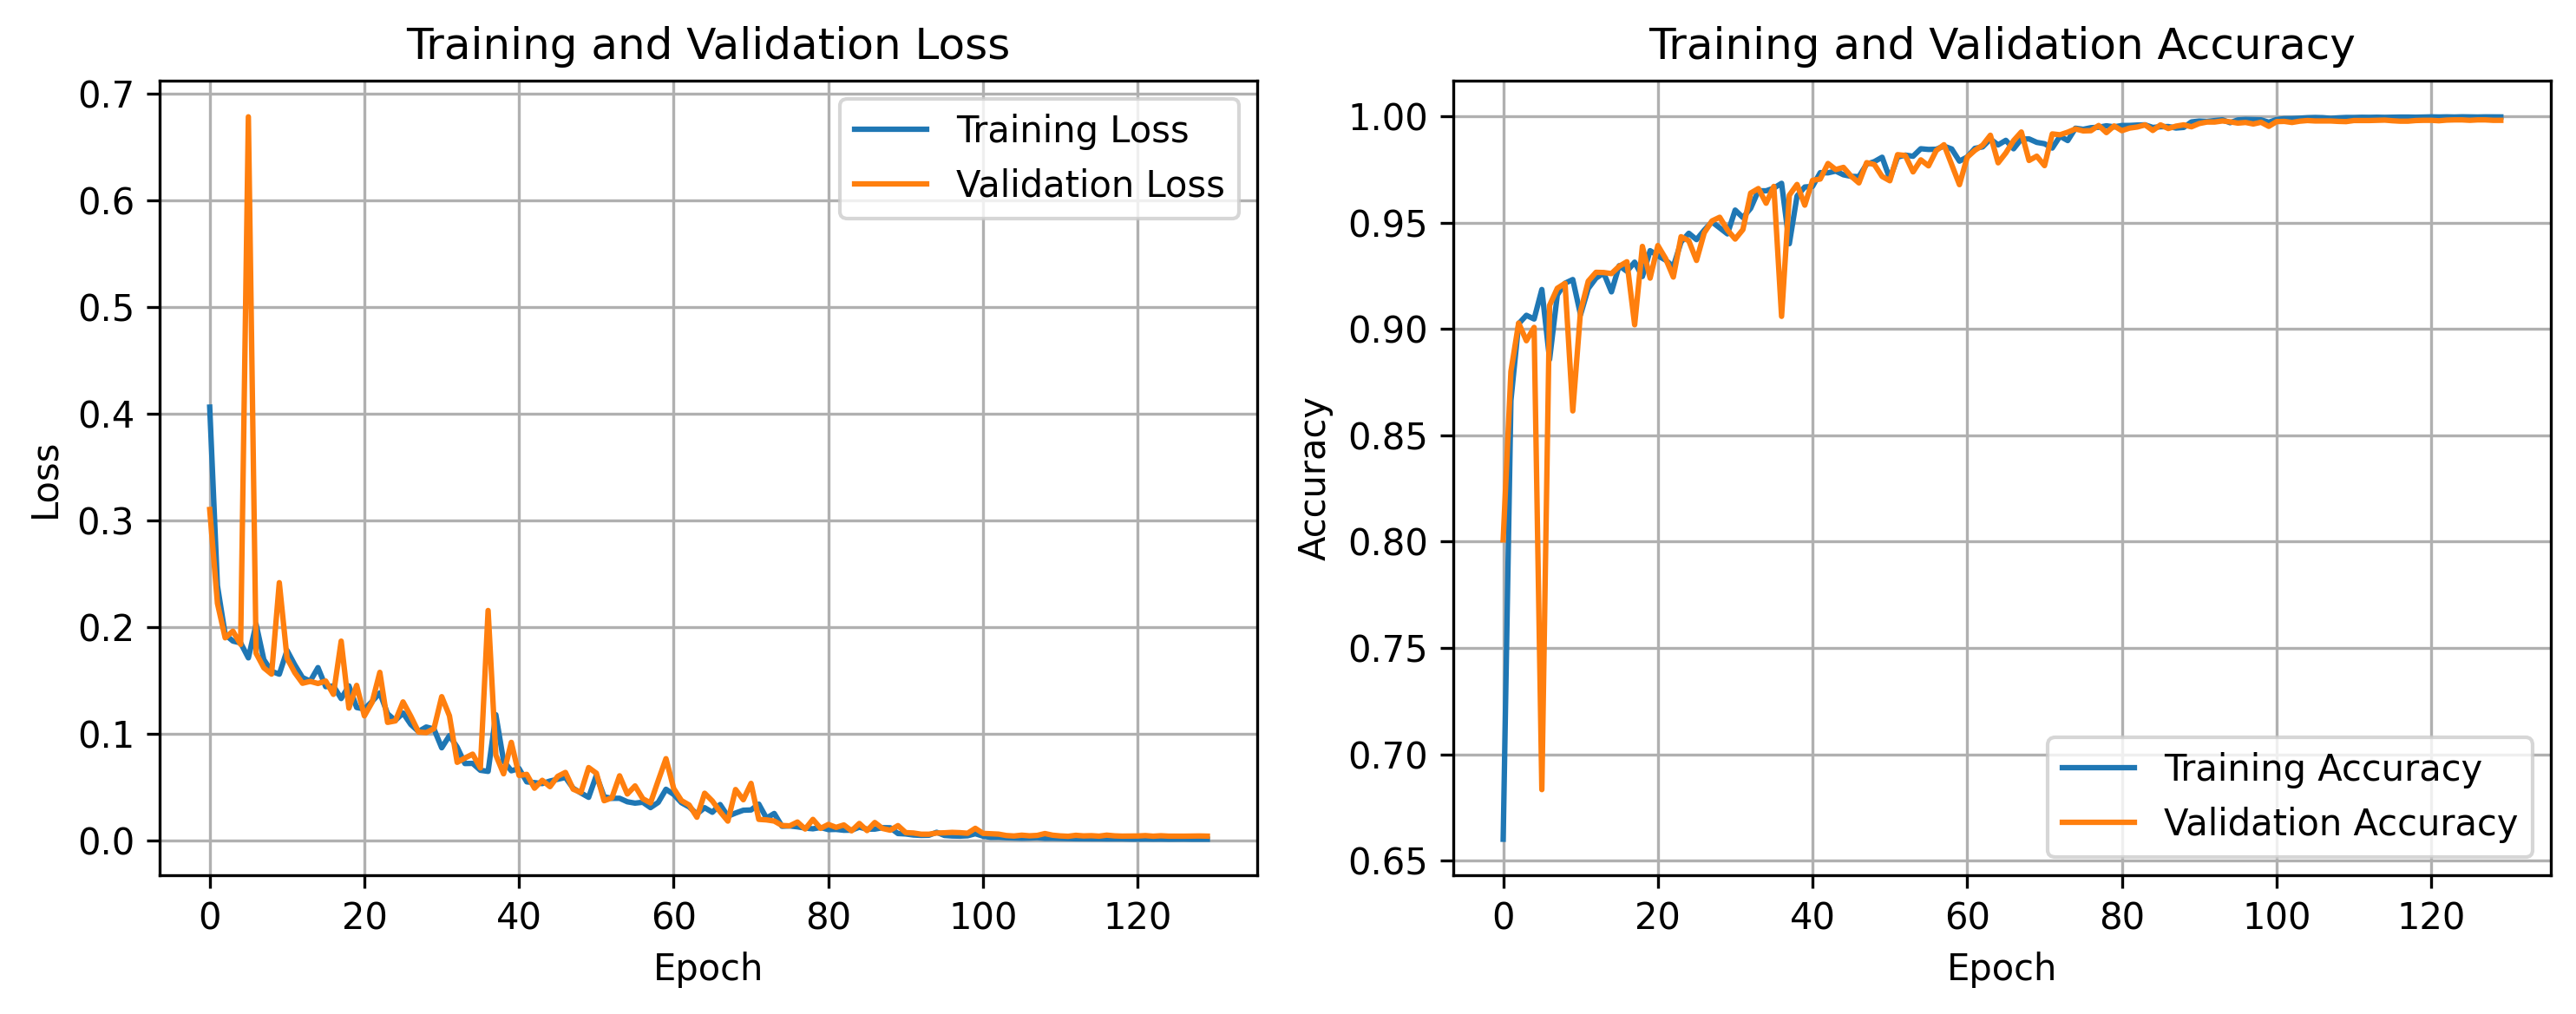 Training and Validation Loss
0.7
0.6
0.5
0.4
0.3
0.2
0.1
0.0
Loss
Training Loss
Validation Loss
0 20 40 60 80 100 120
Epoch
Training and Validation Accuracy
1.00
0.95
0.90
0.85
0.80
0.75
0.70
0.65
Accuracy
Training Accuracy
Validation Accuracy
0 20 40 60 80 100 120
Epoch